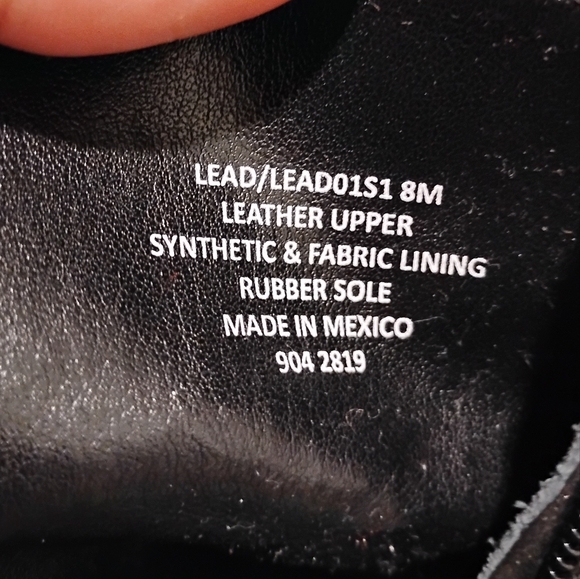 LEAD/LEAD01S1 8M
LEATHER UPPER
SYNTHETIC & FABRIC LINING
RUBBER SOLE
MADE IN MEXICO
904 2819